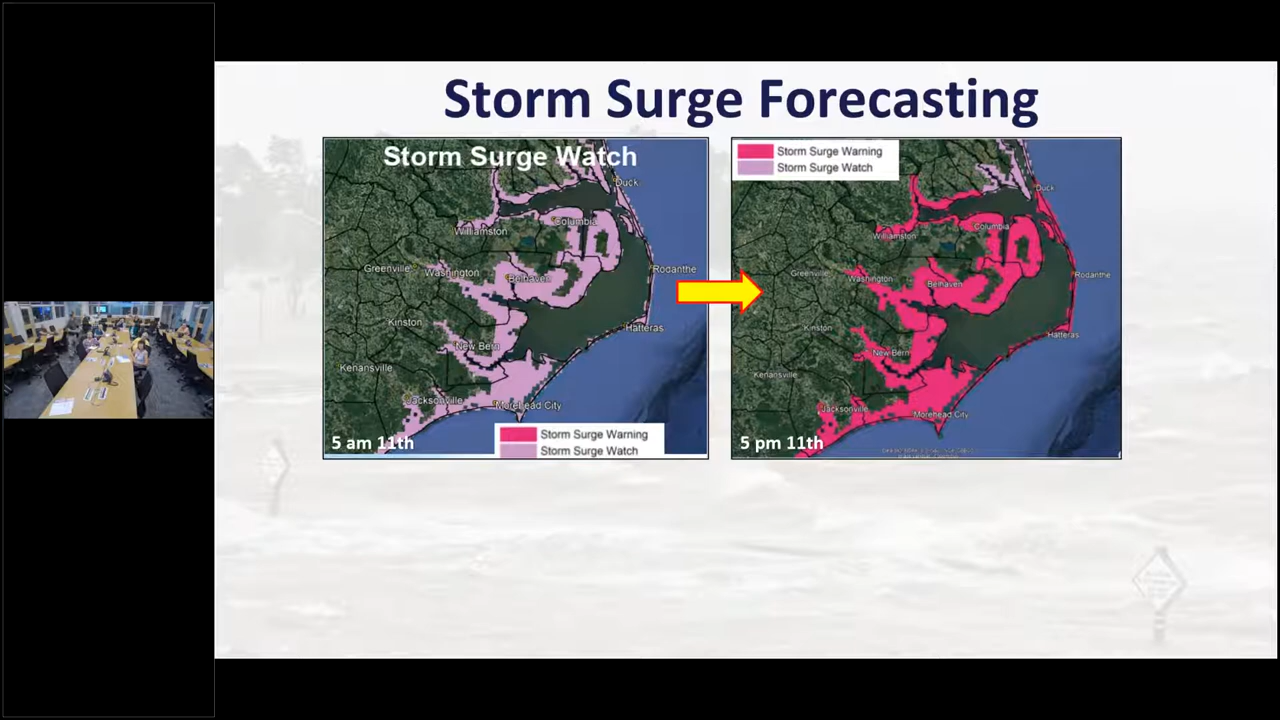 Storm Surge Forecasting
Storm Surge Watch
Duck
Columbia
Williamston
Greenville
Washington
Belhaven
Rodanthe
Kinston
Hatteras
New Bern
Kenansville
Jacksonville
Morehead City
5 am 11th
Storm Surge Warning
Storm Surge Watch
Storm Surge Warning
Storm Surge Watch
Duck
Columbia
Williamston
Greenville
Washington
Belhaven
Rodanthe
Kinston
Hatteras
New Bern
Kenansville
Jacksonville
Morehead City
5 pm 11th